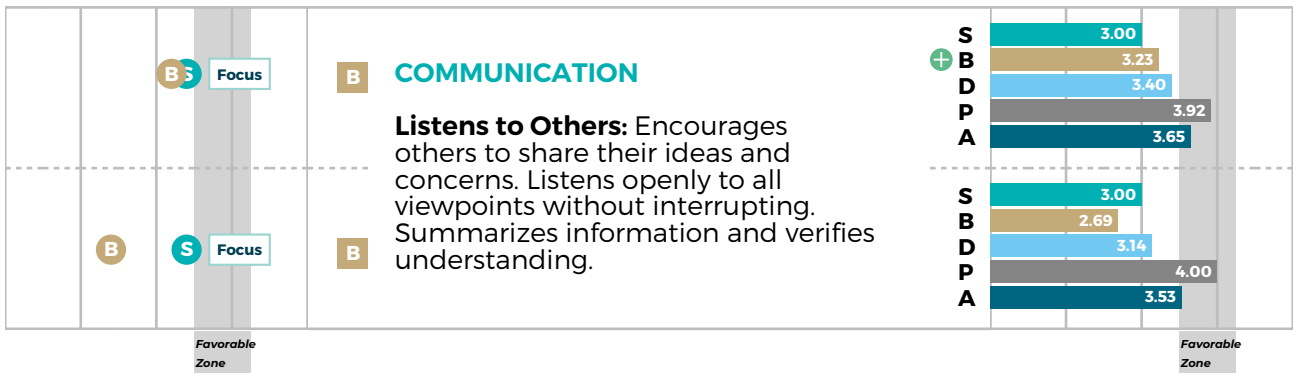 B S Focus
B
COMMUNICATION
Listens to Others: Encourages
others to share their ideas and
concerns. Listens openly to all
viewpoints without interrupting.
Summarizes information and verifies
understanding.
S 3.00
+ B 3.23
D 3.40
P 3.92
A 3.65
B S Focus
B
S 3.00
B 2.69
D 3.14
P 4.00
A 3.53
Favorable
Zone
Favorable
Zone